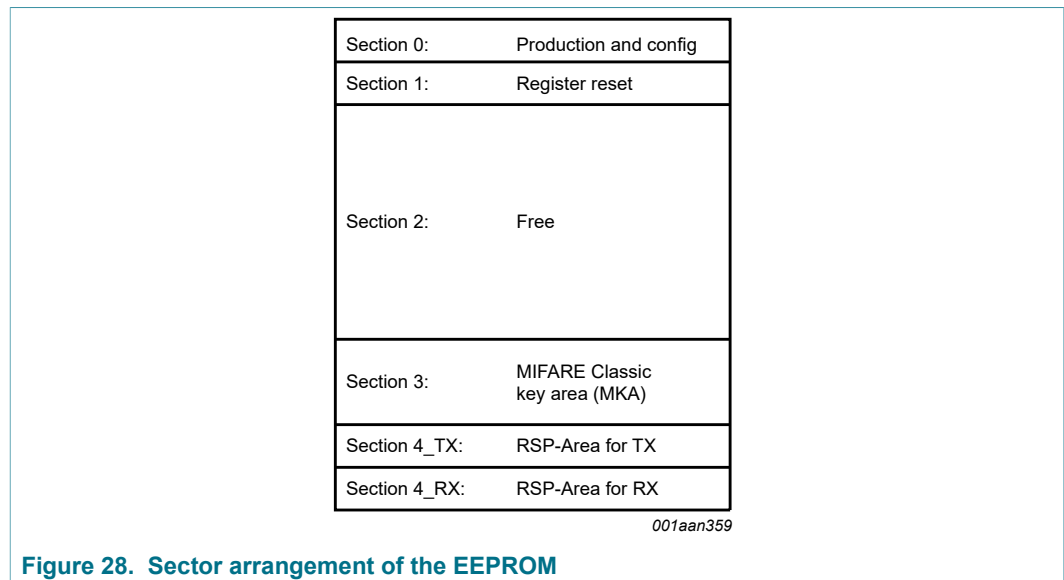 Section 0: Production and config
Section 1: Register reset
Section 2: Free
Section 3: MIFARE Classic
key area (MKA)
Section 4_TX: RSP-Area for TX
Section 4_RX: RSP-Area for RX
001aan359
Figure 28. Sector arrangement of the EEPROM